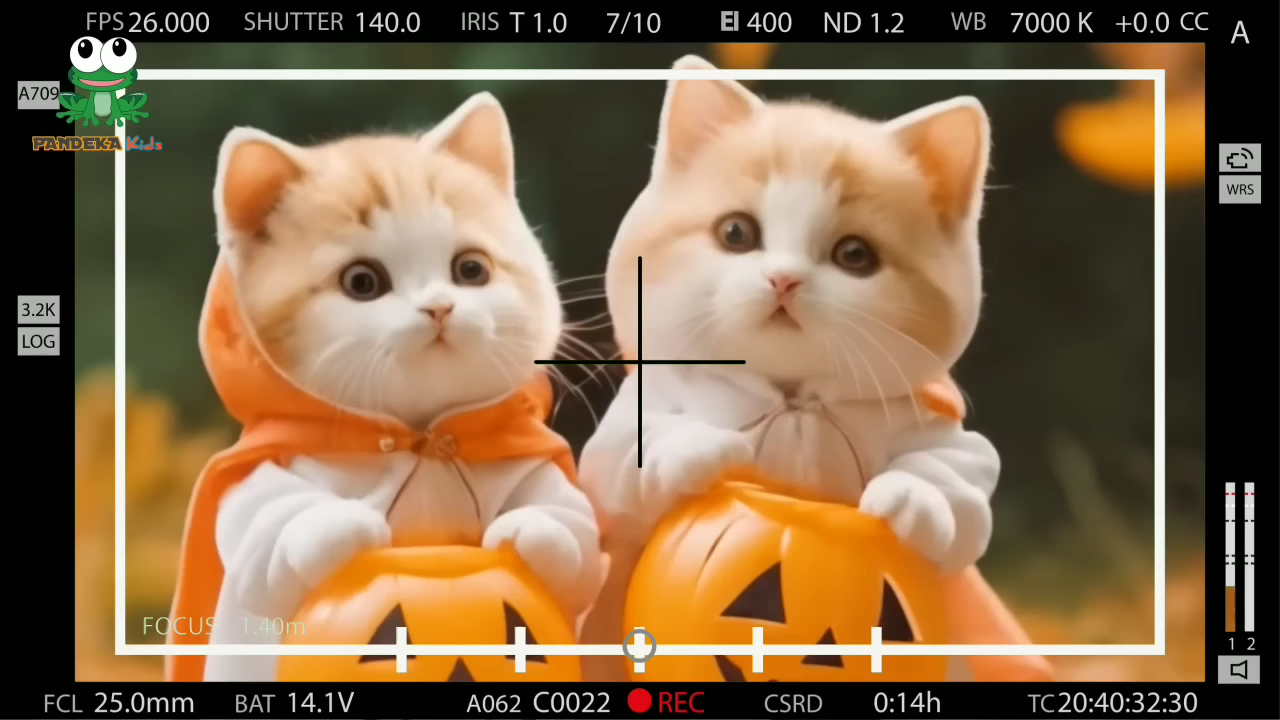 FPS 26.000 SHUTTER 140.0 IRIS T 1.0 7/10 EI 400 ND 1.2 WB 7000 K +0.0 CC
A
A709
PANDEKA Kids
WRS
3.2K
LOG
FOCUS 1.40m
1 2
FCL 25.0mm BAT 14.1V A062 C0022 REC CSRD 0:14h TC 20:40:32:30